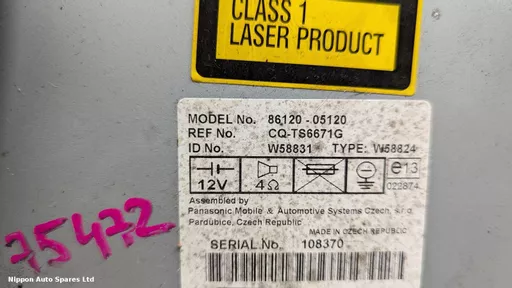 CLASS 1
LASER PRODUCT
MODEL No. 86120 - 05120
REF No. CQ-TS6671G
ID No. W58831 TYPE: W58824
12V 4Ω e13
022874
Assembled by
Panasonic Mobile & Automotive Systems Czech, s.r.o.
Pardubice, Czech Republic
MADE IN CZECH REPUBLIC
SERIAL No. 108370
75472
Nippon Auto Spares Ltd